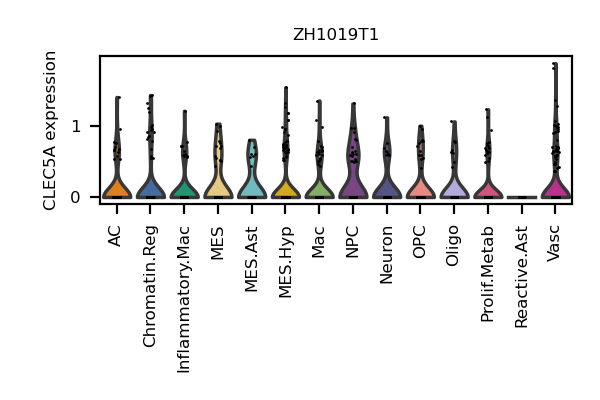 ZH1019T1
CLEC5A expression
1
0
AC
Chromatin.Reg
Inflammatory.Mac
MES
MES.Ast
MES.Hyp
Mac
NPC
Neuron
OPC
Oligo
Prolif.Metab
Reactive.Ast
Vasc